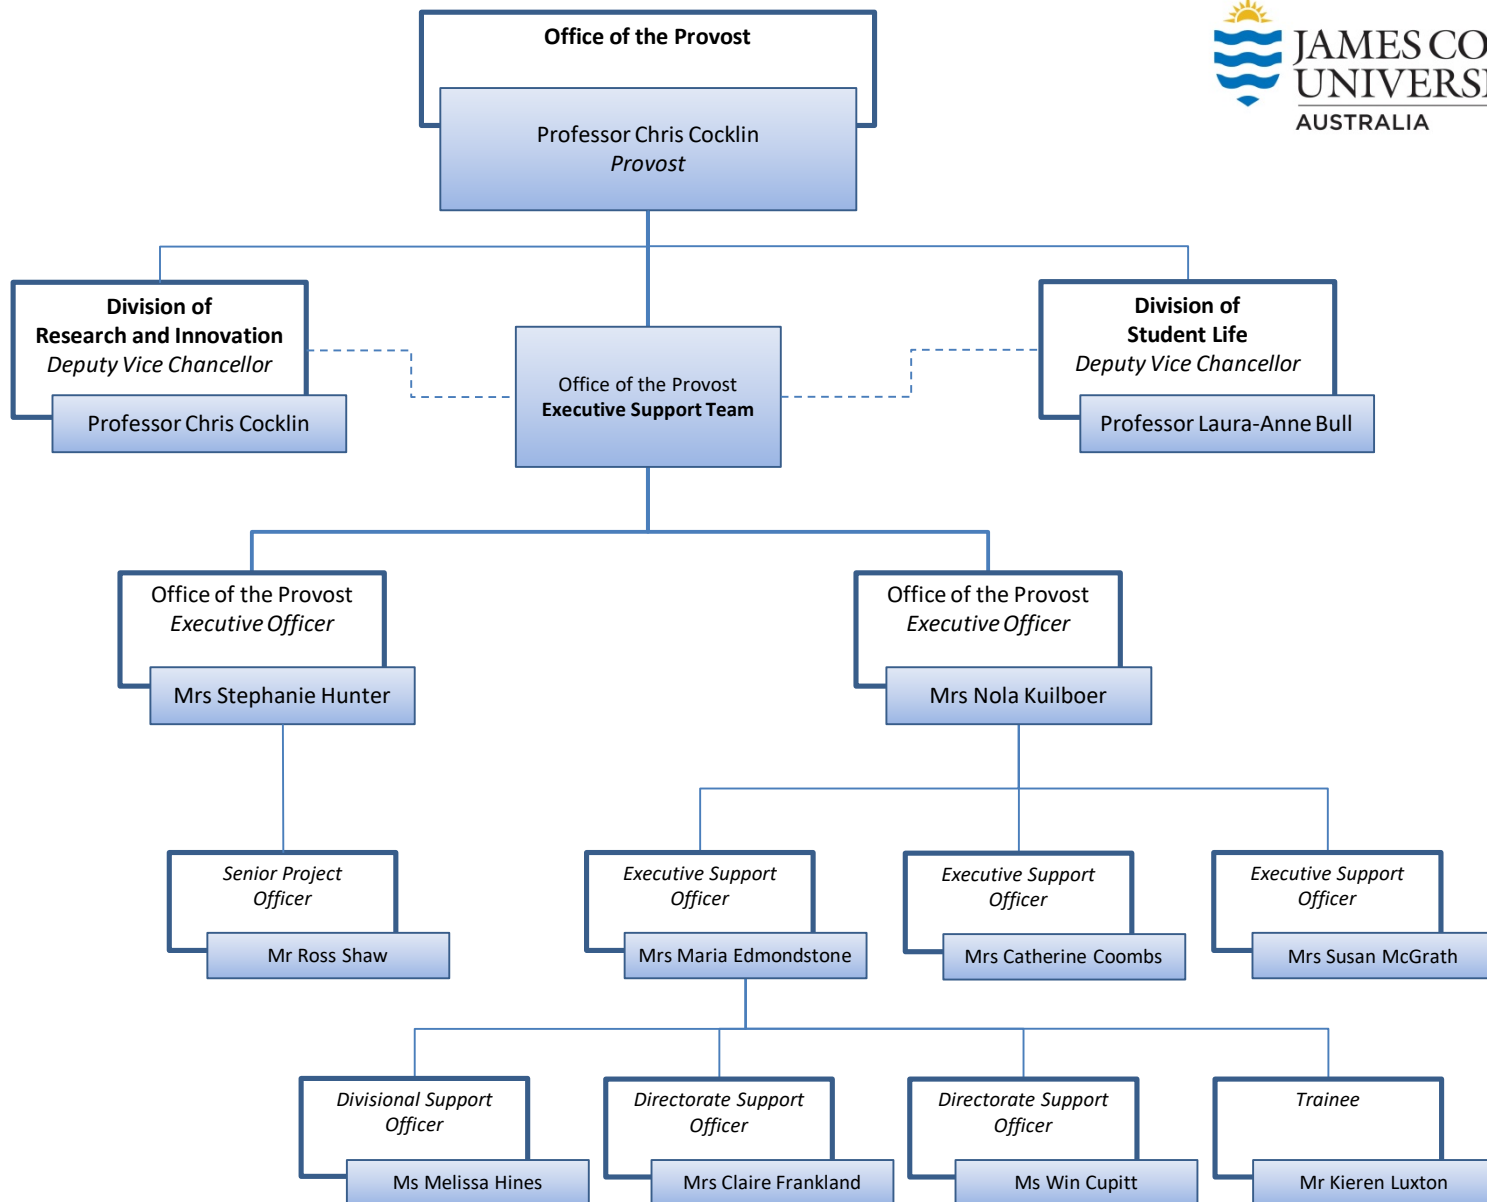 Office of the Provost
Professor Chris Cocklin
Provost
JAMES CO
UNIVERSI
AUSTRALIA
Division of
Research and Innovation
Deputy Vice Chancellor
Professor Chris Cocklin
Office of the Provost
Executive Support Team
Division of
Student Life
Deputy Vice Chancellor
Professor Laura-Anne Bull
Office of the Provost
Executive Officer
Mrs Stephanie Hunter
Office of the Provost
Executive Officer
Mrs Nola Kuilboer
Senior Project
Officer
Mr Ross Shaw
Executive Support
Officer
Mrs Maria Edmondstone
Executive Support
Officer
Mrs Catherine Coombs
Executive Support
Officer
Mrs Susan McGrath
Divisional Support
Officer
Ms Melissa Hines
Directorate Support
Officer
Mrs Claire Frankland
Directorate Support
Officer
Ms Win Cupitt
Trainee
Mr Kieren Luxton